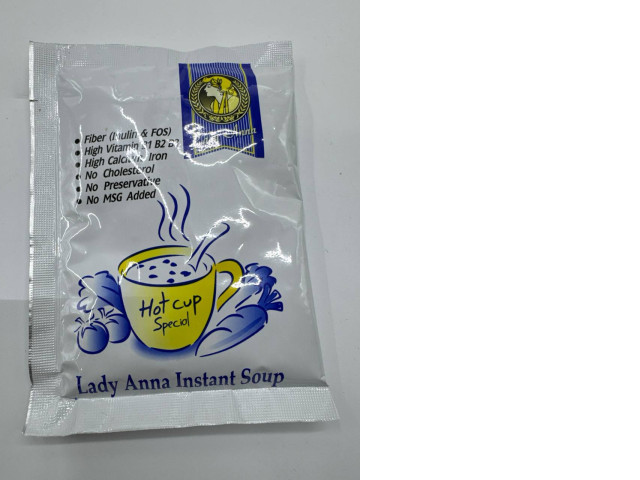 • Fiber (Inulin & FOS)
• High Vitamin B1 B2 B3
• High Calcium Iron
• No Cholesterol
• No Preservative
• No MSG Added
Hot cup
Special
Lady Anna Instant Soup